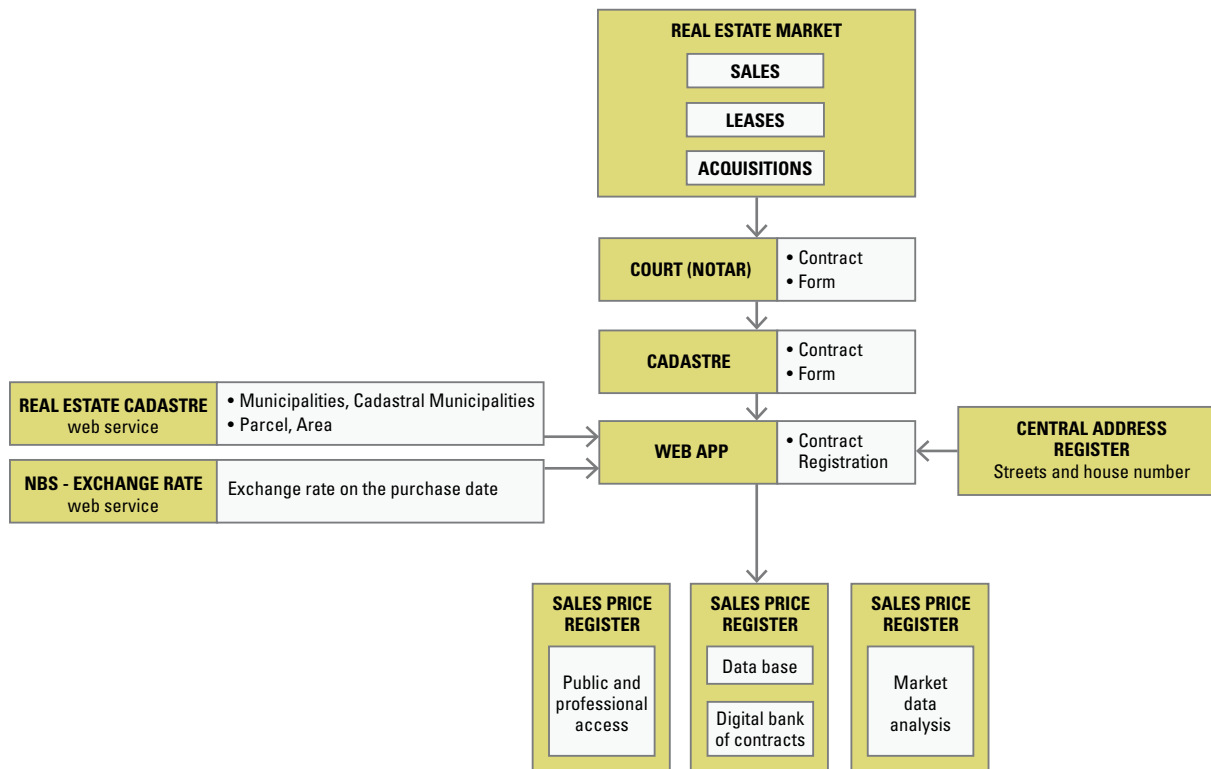 REAL ESTATE MARKET
SALES
LEASES
ACQUISITIONS
COURT (NOTAR)
• Contract
• Form
CADASTRE
• Contract
• Form
REAL ESTATE CADASTRE
web service
• Municipalities, Cadastral Municipalities
• Parcel, Area
NBS - EXCHANGE RATE
web service
Exchange rate on the purchase date
WEB APP
• Contract
Registration
CENTRAL ADDRESS
REGISTER
Streets and house number
SALES PRICE
REGISTER
Public and
professional
access
SALES PRICE
REGISTER
Data base
Digital bank
of contracts
SALES PRICE
REGISTER
Market
data
analysis